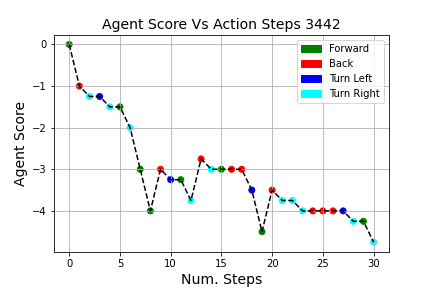 Agent Score Vs Action Steps 3442
Forward
Back
Turn Left
Turn Right
Agent Score
0
−1
−2
−3
−4
0 5 10 15 20 25 30
Num. Steps